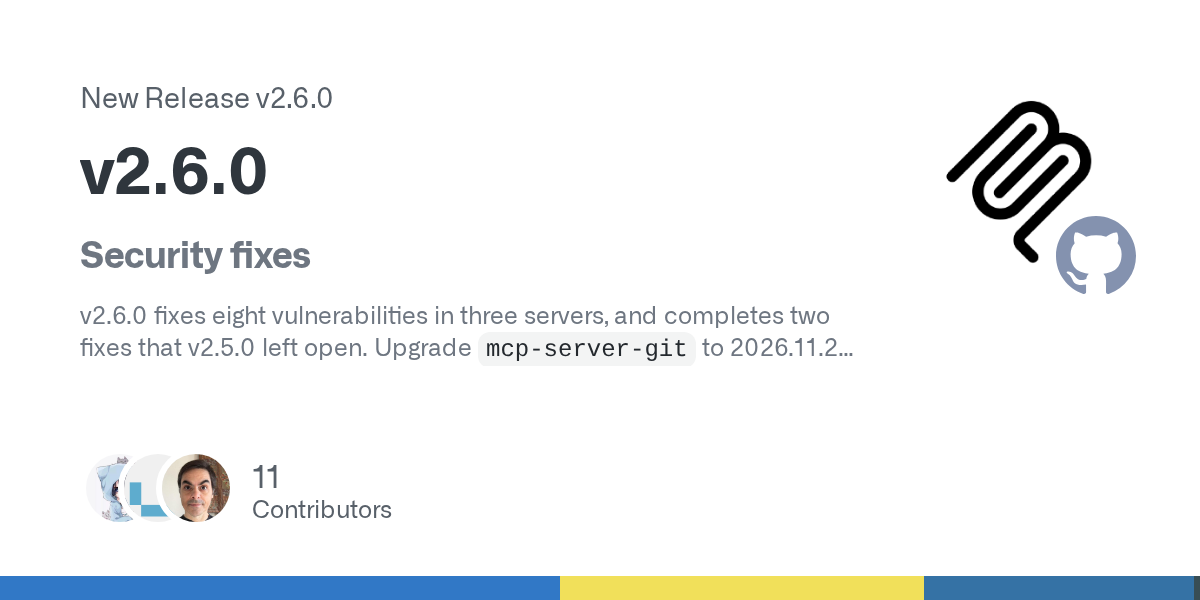 New Release v2.6.0
v2.6.0
Security fixes
v2.6.0 fixes eight vulnerabilities in three servers, and completes two
fixes that v2.5.0 left open. Upgrade mcp-server-git to 2026.11.2…
11
Contributors